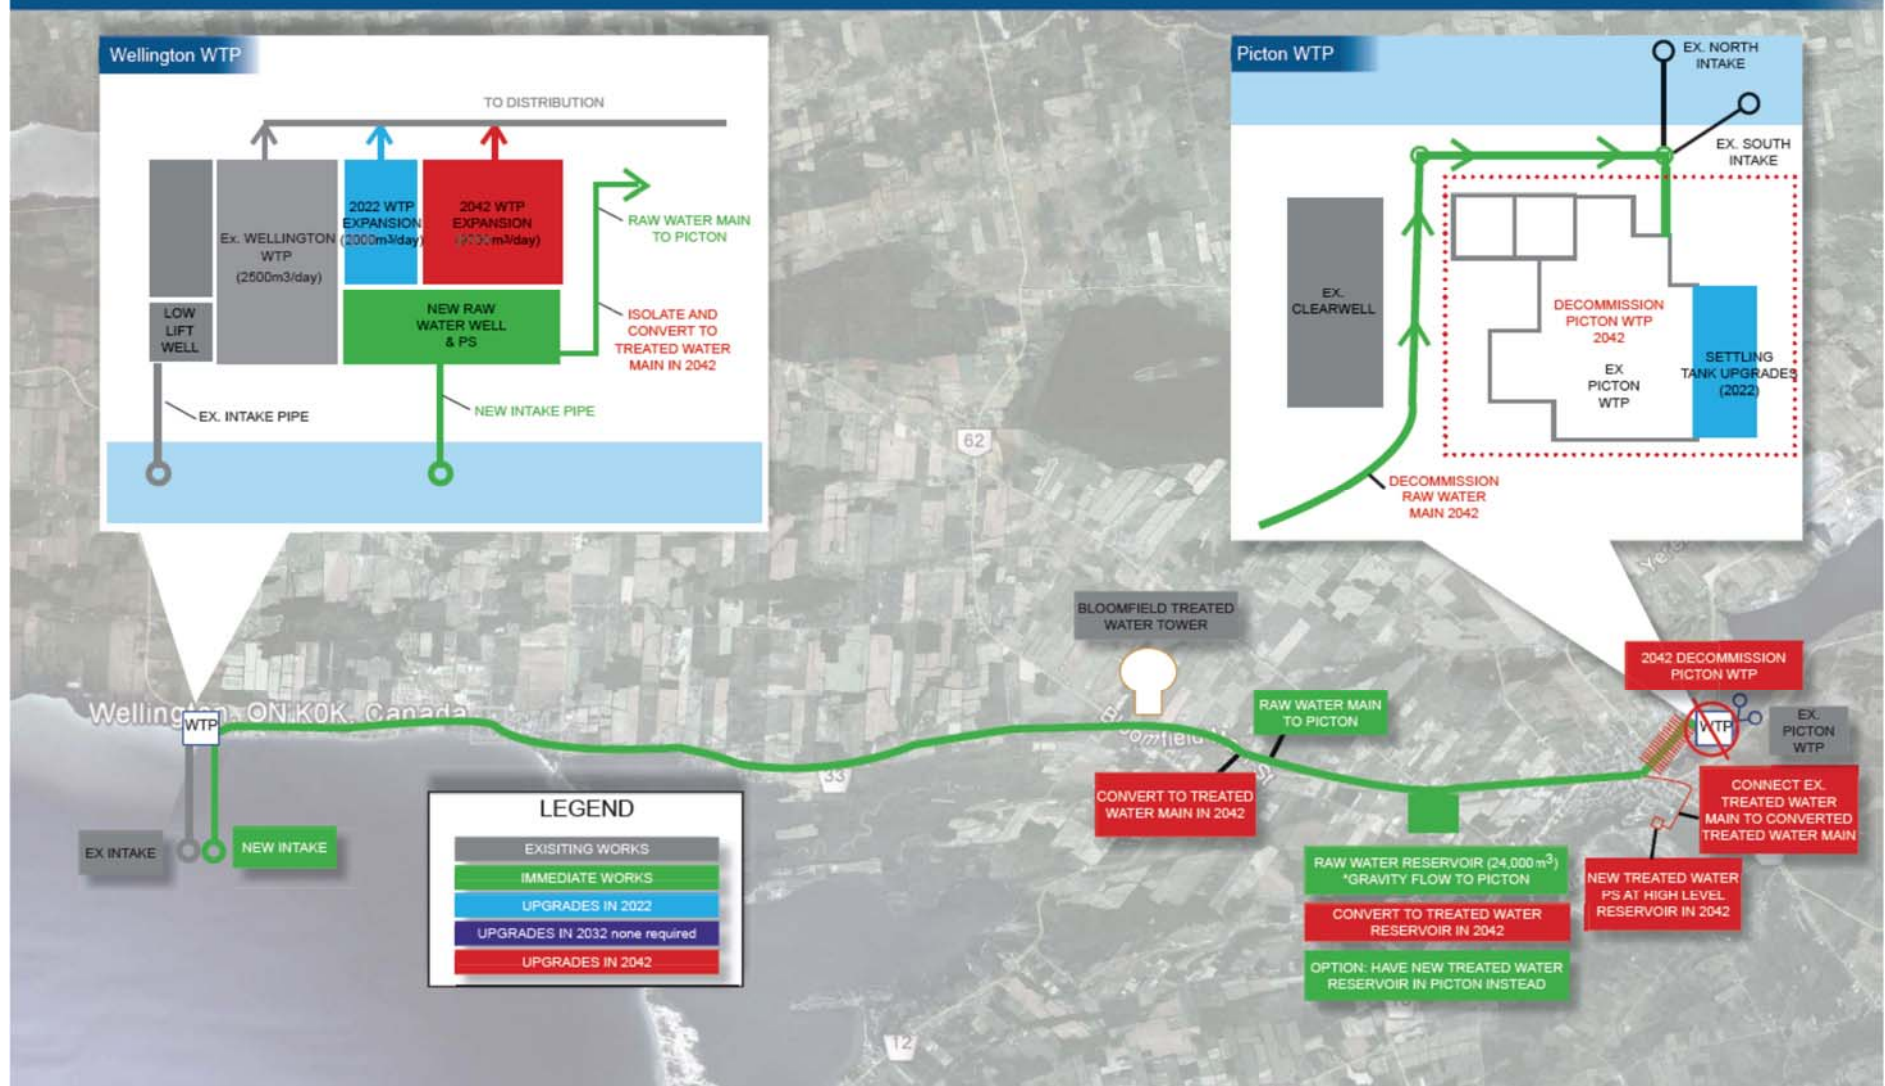 Wellington WTP
TO DISTRIBUTION
Ex. WELLINGTON
WTP
(2500m3/day)
2022 WTP
EXPANSION
(2000m³/day)
2042 WTP
EXPANSION
m³/day)
RAW WATER MAIN
TO PICTON
LOW
LIFT
WELL
NEW RAW
WATER WELL
& PS
ISOLATE AND
CONVERT TO
TREATED WATER
MAIN IN 2042
EX. INTAKE PIPE
NEW INTAKE PIPE
Picton WTP
EX. NORTH
INTAKE
EX. SOUTH
INTAKE
EX.
CLEARWELL
DECOMMISSION
PICTON WTP
2042
EX
PICTON
WTP
SETTLING
TANK UPGRADES
(2022)
DECOMMISSION
RAW WATER
MAIN 2042
62
BLOOMFIELD TREATED
WATER TOWER
2042 DECOMMISSION
PICTON WTP
Wellington, ON K0K, Canada
WTP
RAW WATER MAIN
TO PICTON
WTP
EX.
PICTON
WTP
33
CONVERT TO TREATED
WATER MAIN IN 2042
CONNECT EX.
TREATED WATER
MAIN TO CONVERTED
TREATED WATER MAIN
EX INTAKE
NEW INTAKE
LEGEND
EXISITING WORKS
IMMEDIATE WORKS
UPGRADES IN 2022
UPGRADES IN 2032 none required
UPGRADES IN 2042
RAW WATER RESERVOIR (24,000 m³)
*GRAVITY FLOW TO PICTON
CONVERT TO TREATED WATER
RESERVOIR IN 2042
OPTION: HAVE NEW TREATED WATER
RESERVOIR IN PICTON INSTEAD
NEW TREATED WATER
PS AT HIGH LEVEL
RESERVOIR IN 2042
12